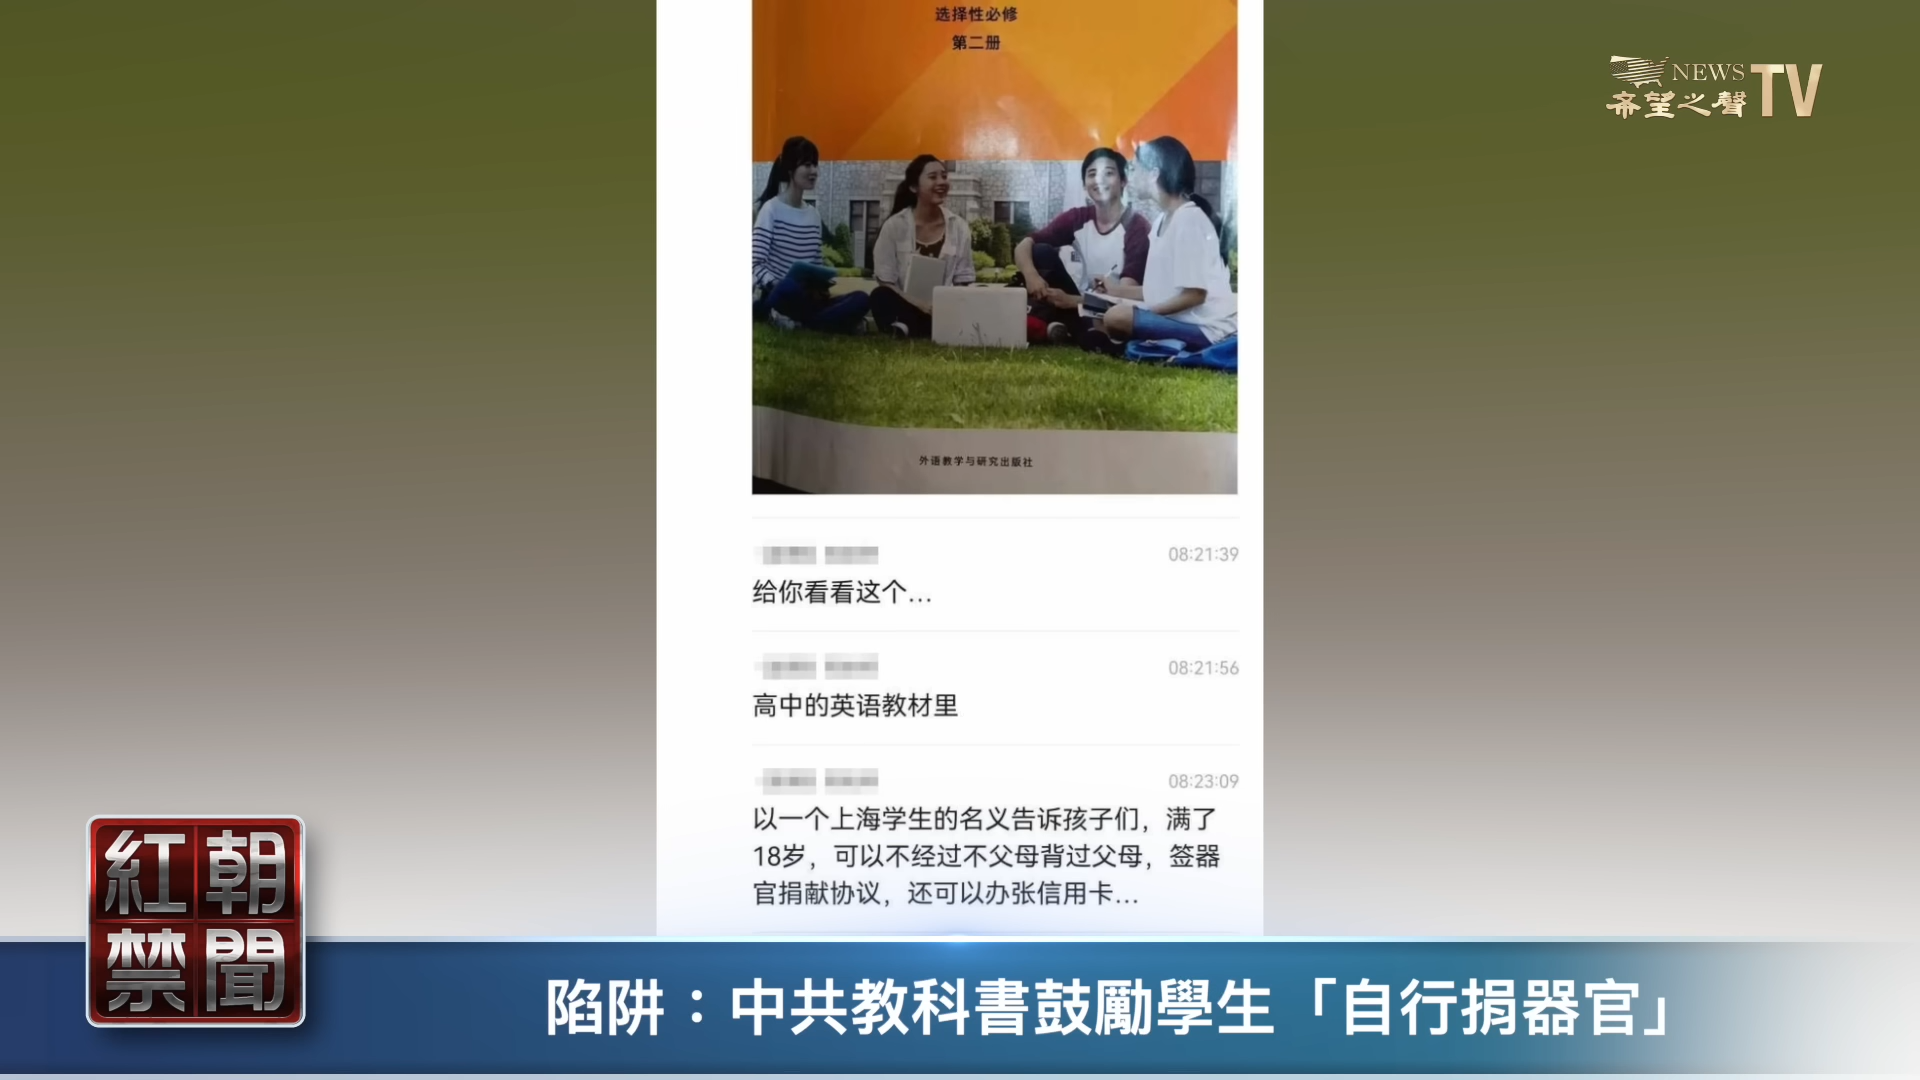 选择性必修
第二册
NEWS
希望之聲TV
外语教学与研究出版社
08:21:39
给你看看这个...
08:21:56
高中的英语教材里
08:23:09
以一个上海学生的名义告诉孩子们，满了
18岁，可以不经过不父母背过父母，签器
官捐献协议，还可以办张信用卡...
紅朝
禁聞
陷阱：中共教科書鼓勵學生「自行捐器官」